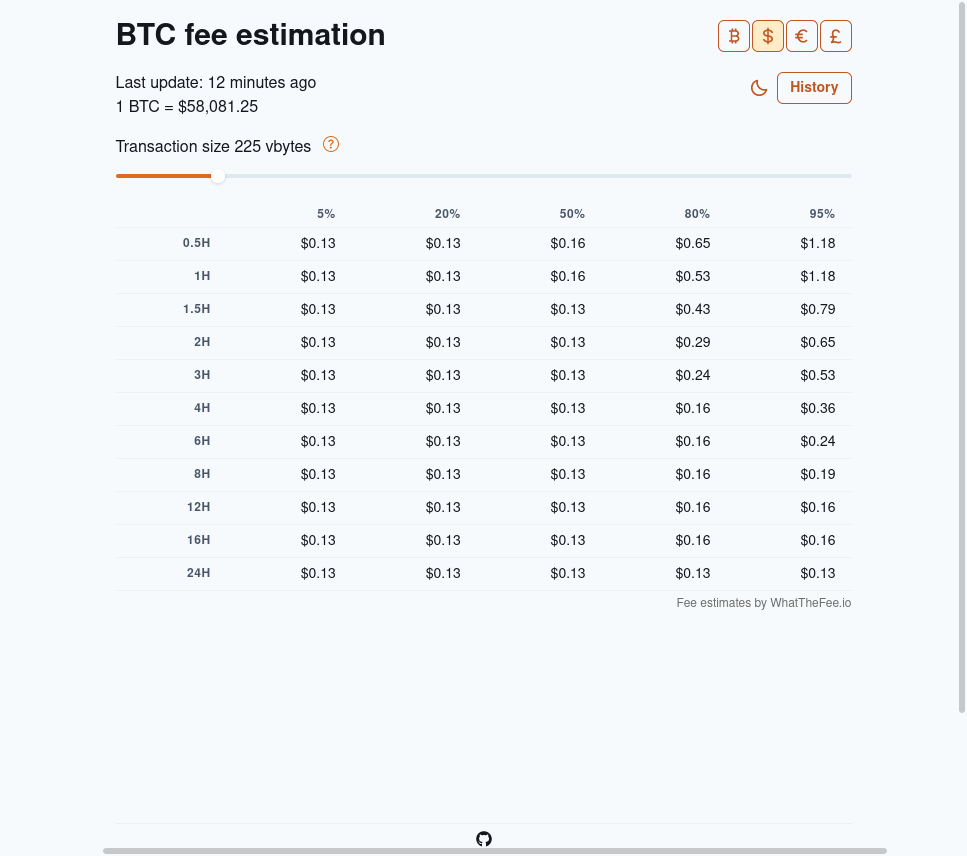 BTC fee estimation
₿ $ € £
Last update: 12 minutes ago
History
1 BTC = $58,081.25
Transaction size 225 vbytes ?
5% 20% 50% 80% 95%
0.5H $0.13 $0.13 $0.16 $0.65 $1.18
1H $0.13 $0.13 $0.16 $0.53 $1.18
1.5H $0.13 $0.13 $0.13 $0.43 $0.79
2H $0.13 $0.13 $0.13 $0.29 $0.65
3H $0.13 $0.13 $0.13 $0.24 $0.53
4H $0.13 $0.13 $0.13 $0.16 $0.36
6H $0.13 $0.13 $0.13 $0.16 $0.24
8H $0.13 $0.13 $0.13 $0.16 $0.19
12H $0.13 $0.13 $0.13 $0.16 $0.16
16H $0.13 $0.13 $0.13 $0.16 $0.16
24H $0.13 $0.13 $0.13 $0.13 $0.13
Fee estimates by WhatTheFee.io